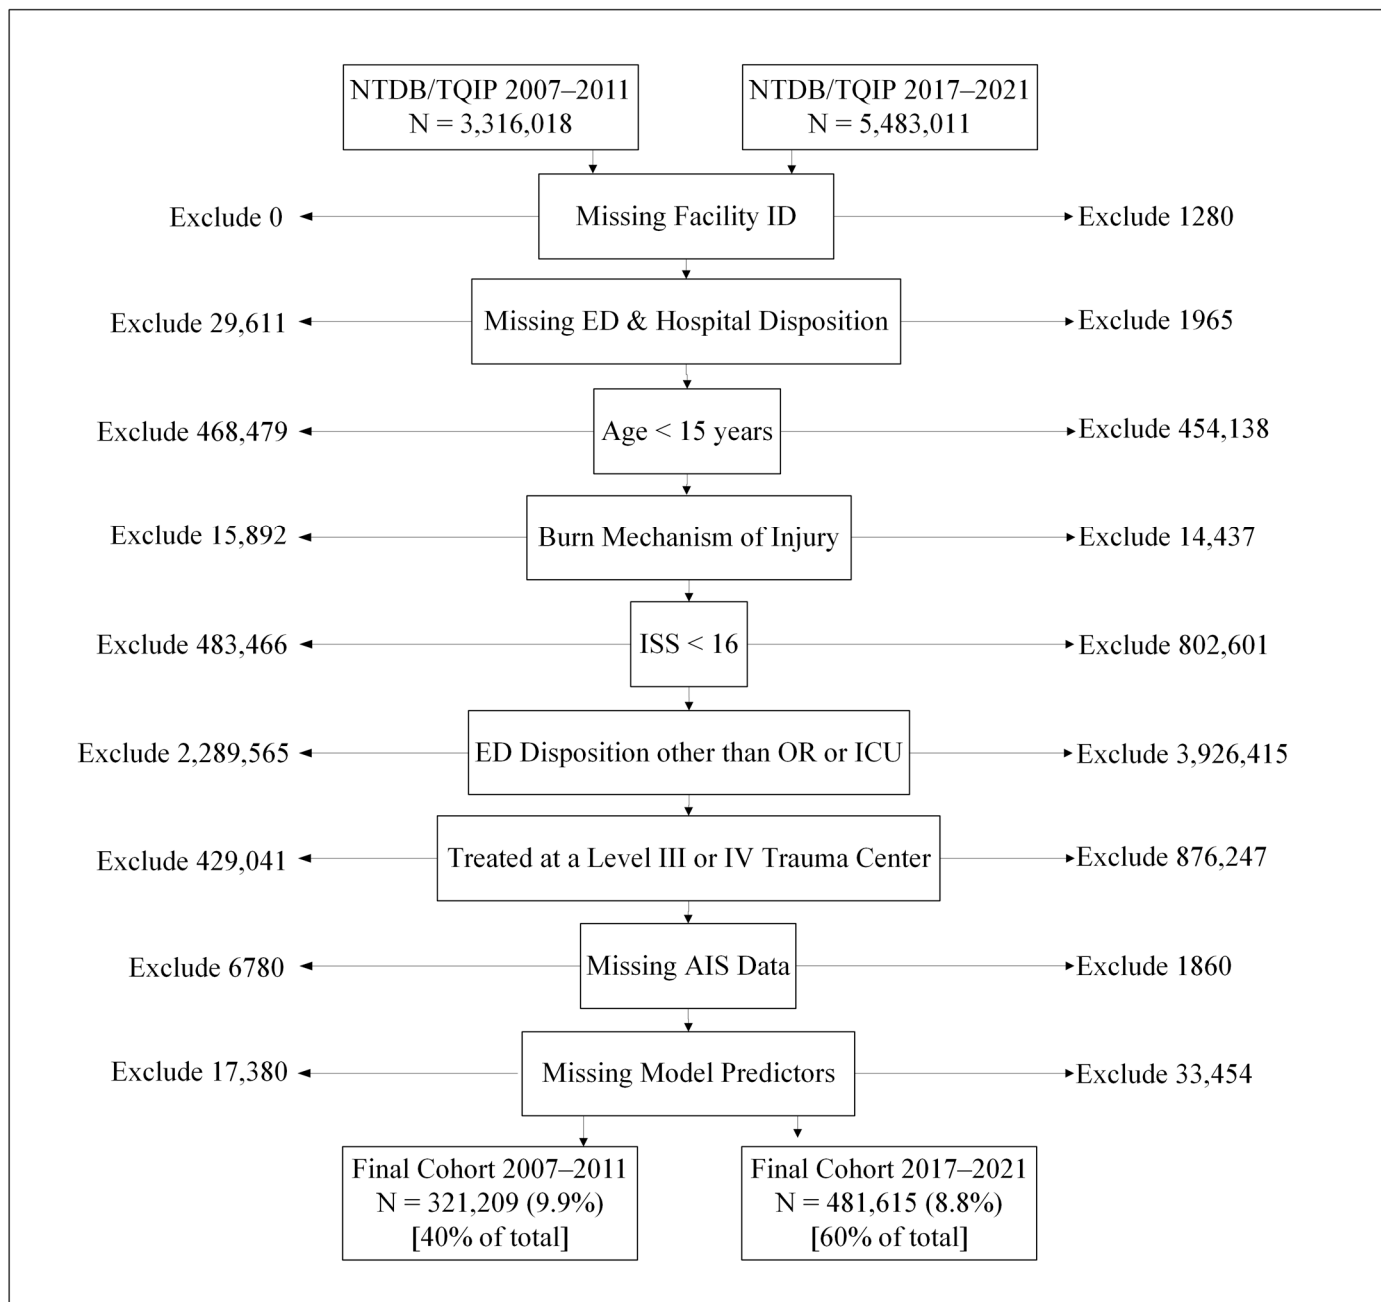 NTDB/TQIP 2007–2011
N = 3,316,018
NTDB/TQIP 2017–2021
N = 5,483,011
Exclude 0
Missing Facility ID
Exclude 1280
Exclude 29,611
Missing ED & Hospital Disposition
Exclude 1965
Exclude 468,479
Age < 15 years
Exclude 454,138
Exclude 15,892
Burn Mechanism of Injury
Exclude 14,437
Exclude 483,466
ISS < 16
Exclude 802,601
Exclude 2,289,565
ED Disposition other than OR or ICU
Exclude 3,926,415
Exclude 429,041
Treated at a Level III or IV Trauma Center
Exclude 876,247
Exclude 6780
Missing AIS Data
Exclude 1860
Exclude 17,380
Missing Model Predictors
Exclude 33,454
Final Cohort 2007–2011
N = 321,209 (9.9%)
[40% of total]
Final Cohort 2017–2021
N = 481,615 (8.8%)
[60% of total]